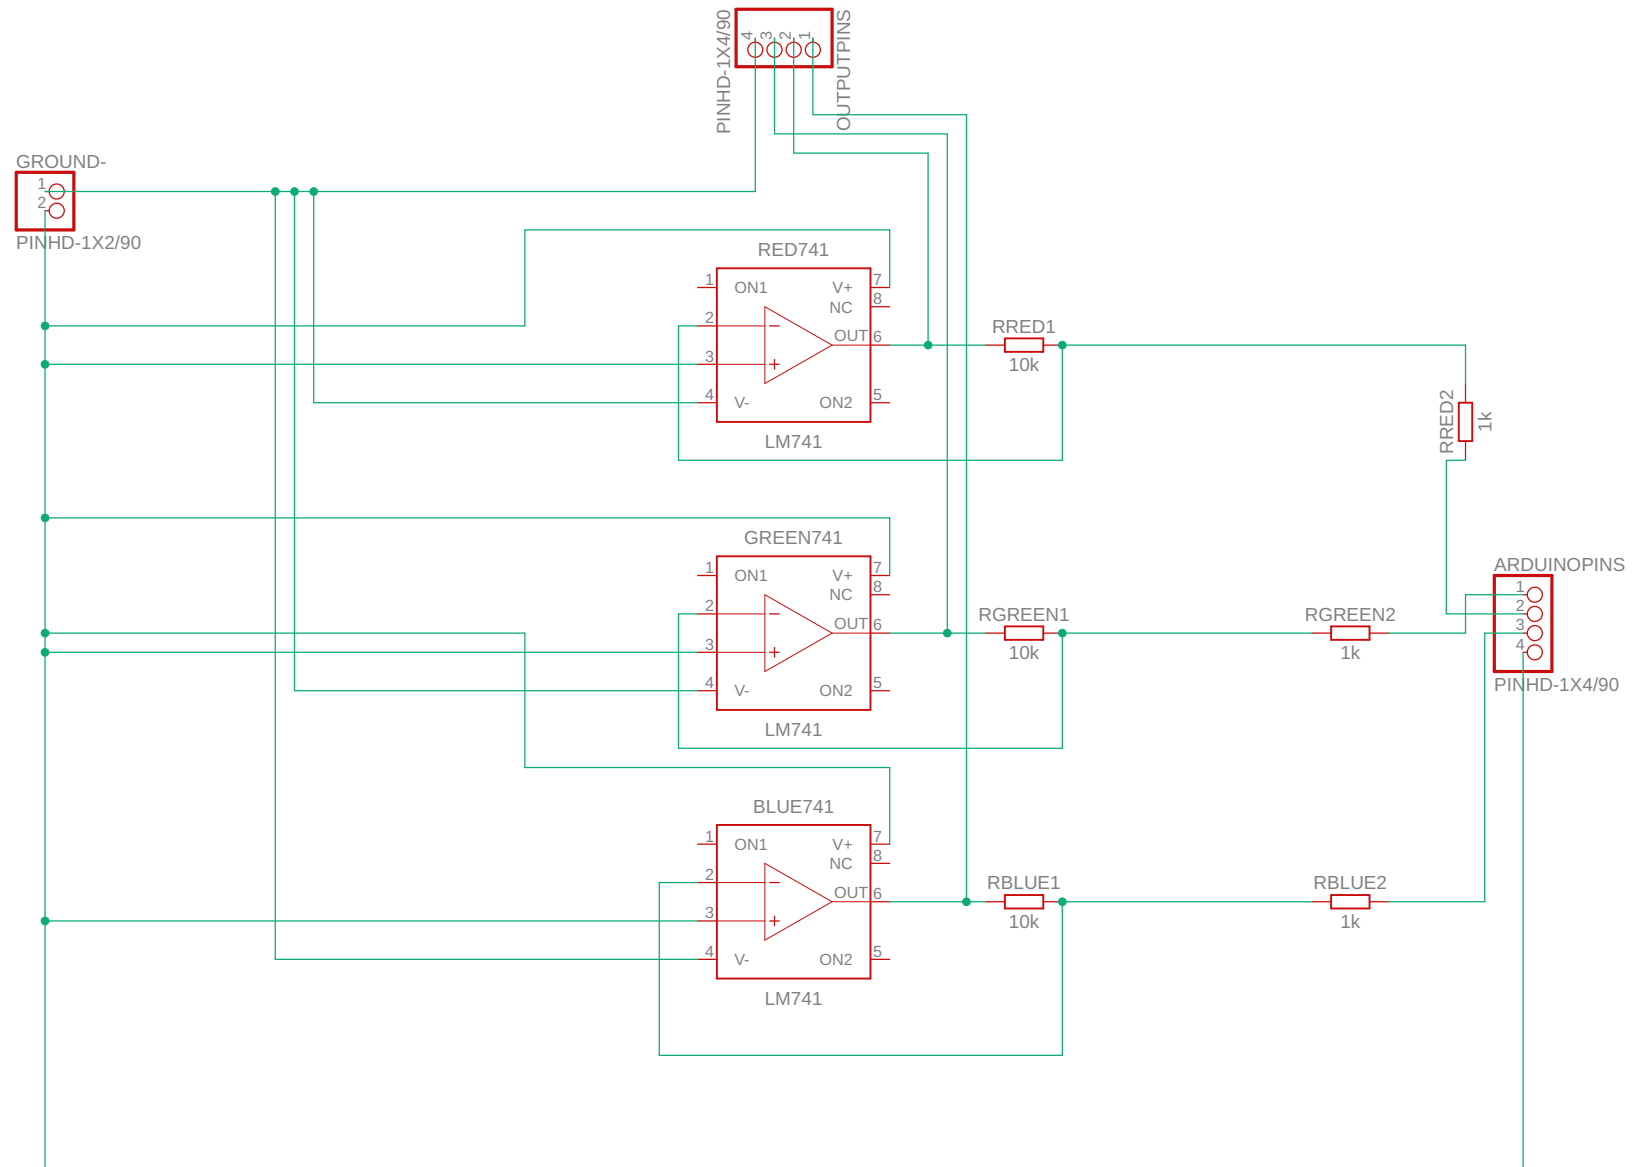 PINHD-1X4/90
4
3
2
1
OUTPUTPINS
GROUND-
1
2
PINHD-1X2/90
RED741
1 ON1 V+ 7
NC 8
2
OUT 6
3
4 V- ON2 5
LM741
RRED1
10k
RRED2
1k
GREEN741
1 ON1 V+ 7
NC 8
2
OUT 6
3
4 V- ON2 5
LM741
RGREEN1
10k
RGREEN2
1k
ARDUINOPINS
1
2
3
4
PINHD-1X4/90
BLUE741
1 ON1 V+ 7
NC 8
2
OUT 6
3
4 V- ON2 5
LM741
RBLUE1
10k
RBLUE2
1k